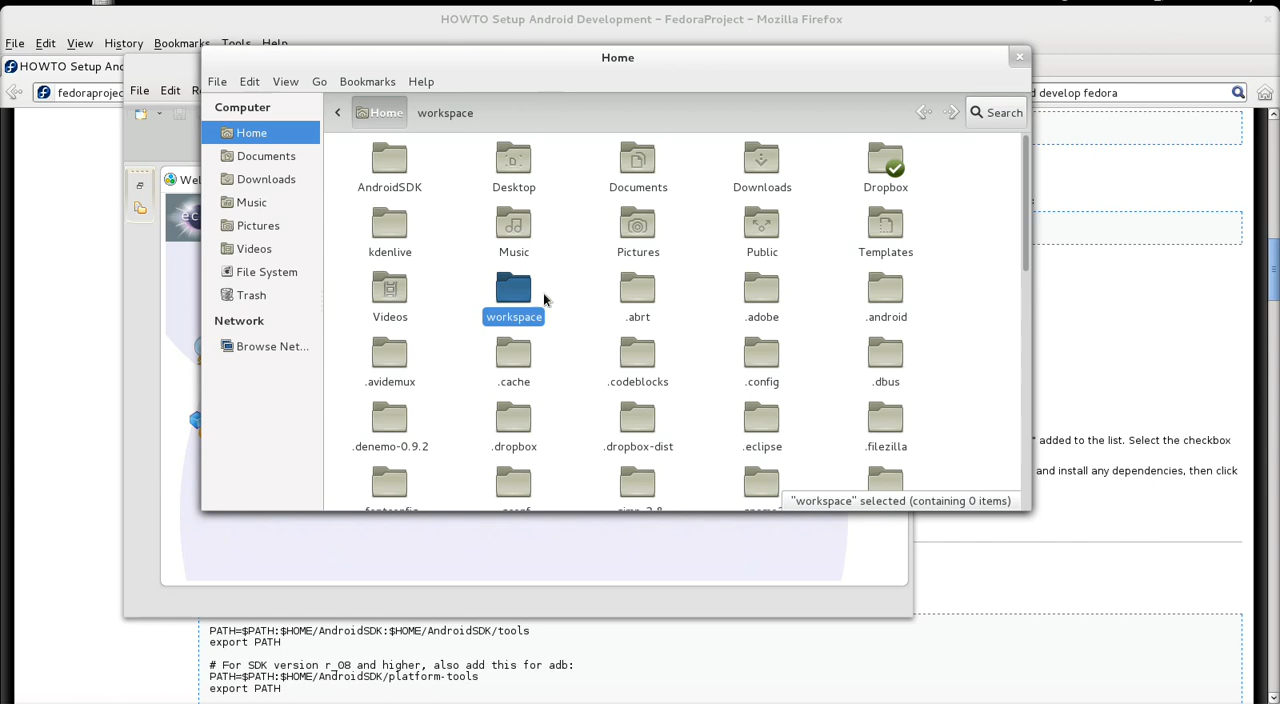 HOWTO Setup Android Development – FedoraProject – Mozilla Firefox
File Edit View History Bookmarks Tools Help
HOWTO Setup And
fedoraprojec
d develop fedora
File Edit R
Wel
ec
Home
File Edit View Go Bookmarks Help
Home workspace Search
Computer
Home
Documents
Downloads
Music
Pictures
Videos
File System
Trash
Network
Browse Net...
AndroidSDK Desktop Documents Downloads Dropbox
kdenlive Music Pictures Public Templates
Videos workspace .abrt .adobe .android
.avidemux .cache .codeblocks .config .dbus
.denemo-0.9.2 .dropbox .dropbox-dist .eclipse .filezilla
"workspace" selected (containing 0 items)
" added to the list. Select the checkbox
and install any dependencies, then click
PATH=$PATH:$HOME/AndroidSDK:$HOME/AndroidSDK/tools
export PATH
# For SDK version r_08 and higher, also add this for adb:
PATH=$PATH:$HOME/AndroidSDK/platform-tools
export PATH